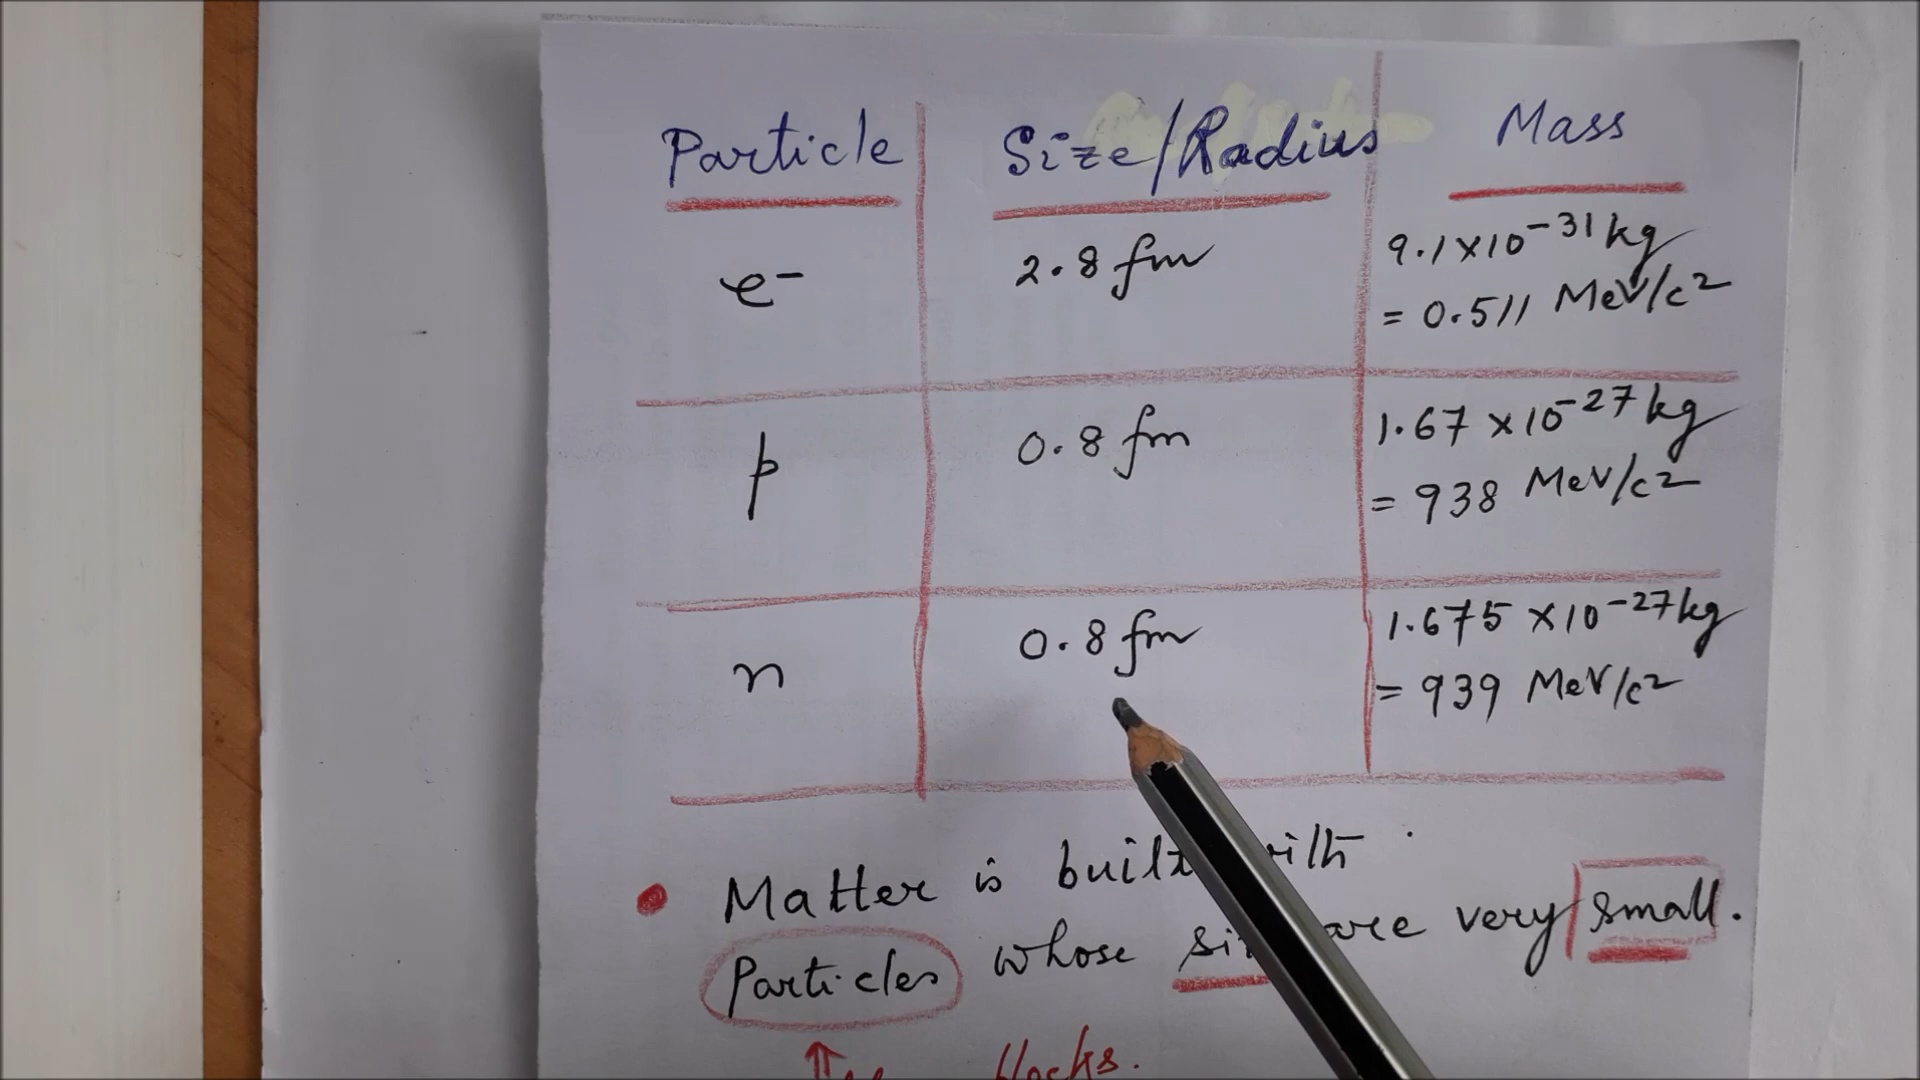 Particle Size/Radius Mass
e⁻ 2.8 fm 9.1 × 10⁻³¹ kg
= 0.511 MeV/c²
p 0.8 fm 1.67 × 10⁻²⁷ kg
= 938 MeV/c²
n 0.8 fm 1.675 × 10⁻²⁷ kg
= 939 MeV/c²
Matter is built
Particles whose are very small.
blocks.